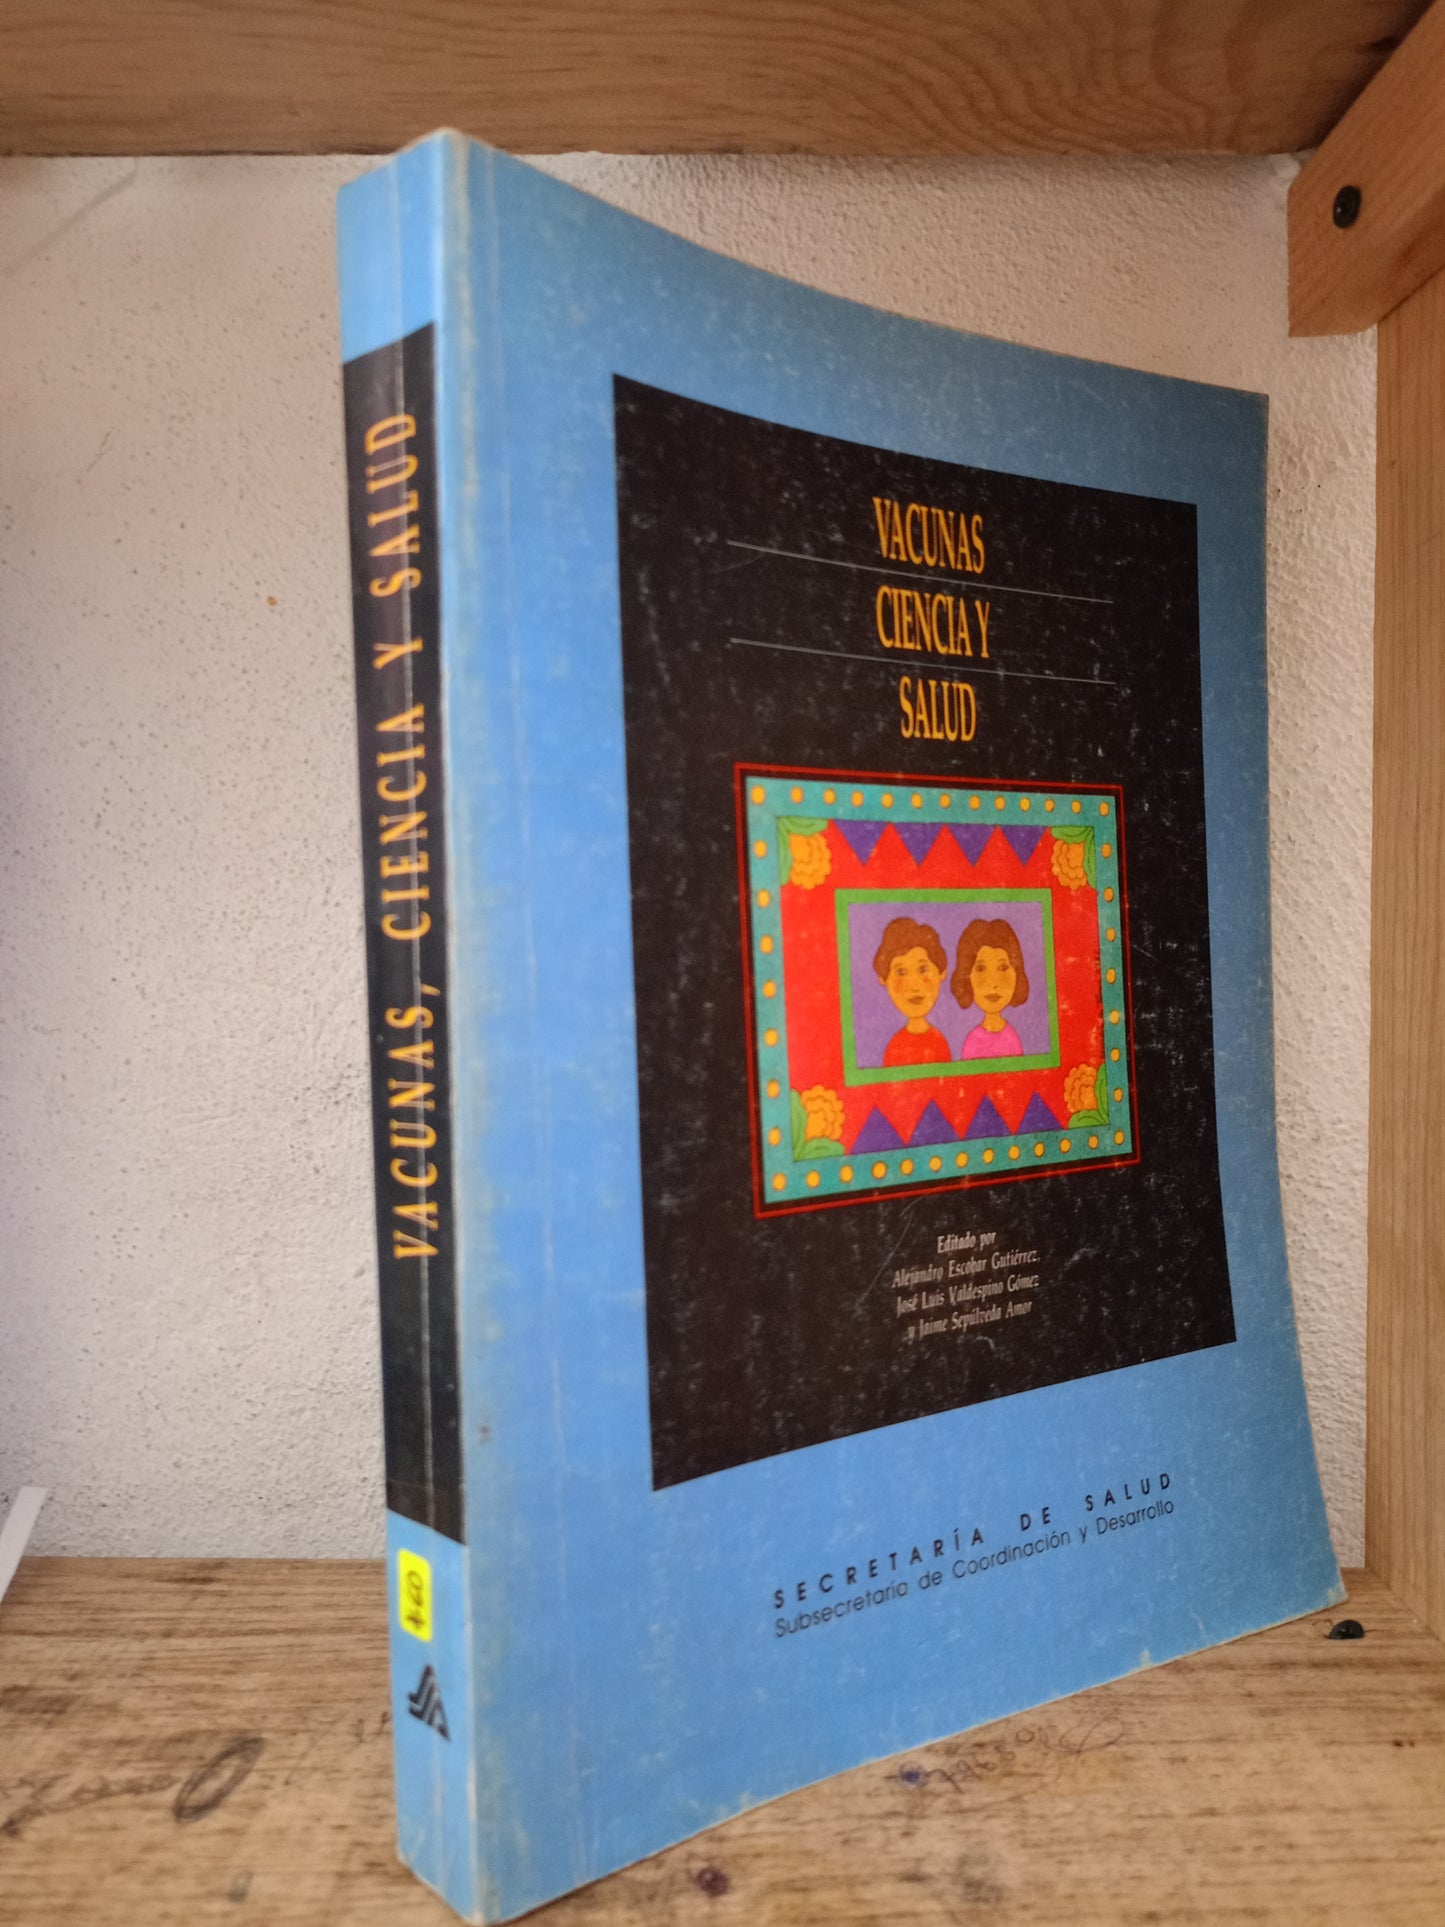 VACUNAS, CIENCIA Y SALUD
$60
VACUNAS
CIENCIA Y
SALUD
Editado por
Alejandro Escobar Gutiérrez,
José Luis Valdespino Gómez
y Jaime Sepúlveda Amor
SECRETARÍA DE SALUD
Subsecretaría de Coordinación y Desarrollo